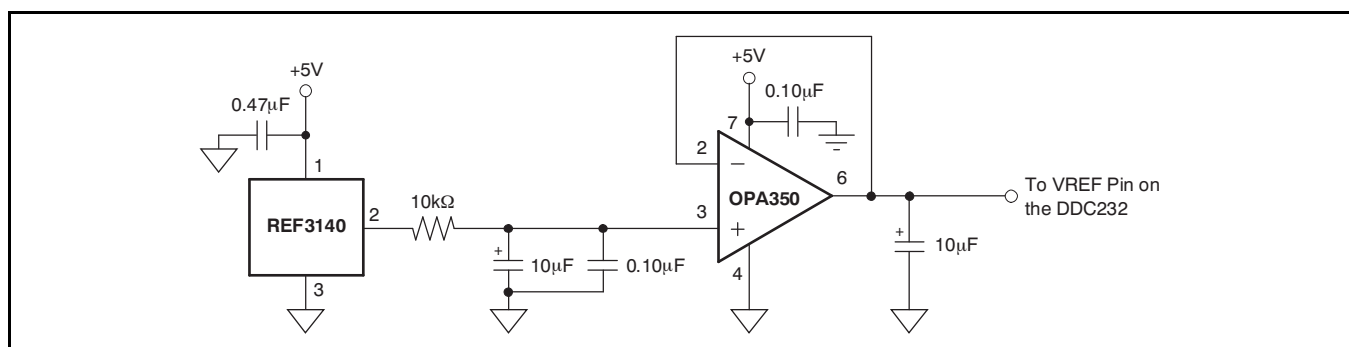 +5V
0.47μF
1
REF3140
2
3
10kΩ
10μF
+
0.10μF
+5V
0.10μF
7
2
−
OPA350
3
+
4
6
+
10μF
To VREF Pin on
the DDC232